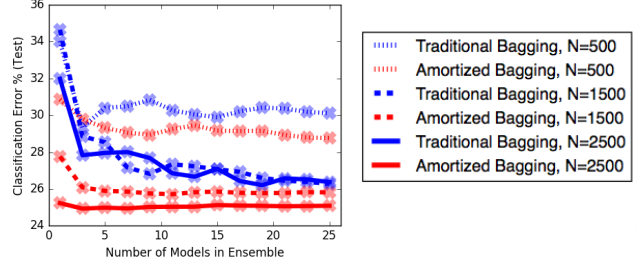 36
34
32
30
28
26
24
Classification Error % (Test)
0 5 10 15 20 25
Number of Models in Ensemble
Traditional Bagging, N=500
Amortized Bagging, N=500
Traditional Bagging, N=1500
Amortized Bagging, N=1500
Traditional Bagging, N=2500
Amortized Bagging, N=2500